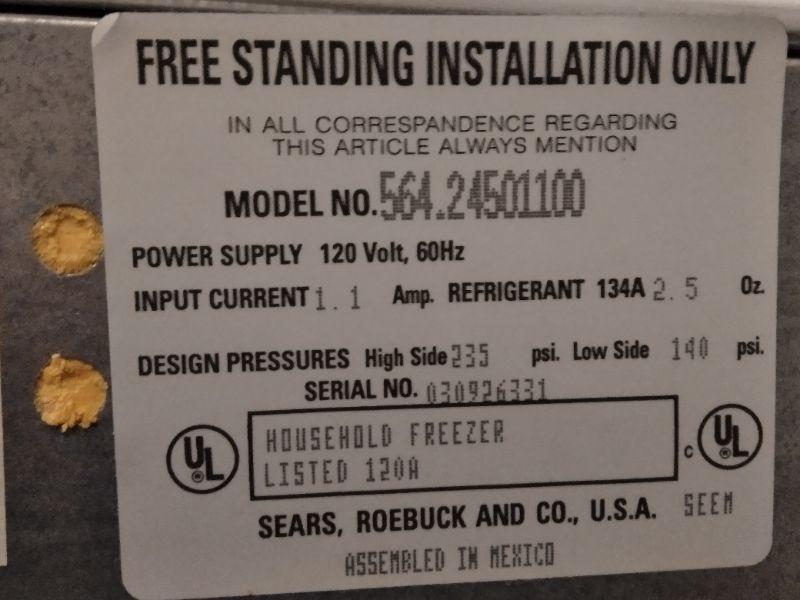 FREE STANDING INSTALLATION ONLY
IN ALL CORRESPANDENCE REGARDING
THIS ARTICLE ALWAYS MENTION
MODEL NO. 564.24501100
POWER SUPPLY 120 Volt, 60Hz
INPUT CURRENT 1.1 Amp. REFRIGERANT 134A 2.5 Oz.
DESIGN PRESSURES High Side 235 psi. Low Side 140 psi.
SERIAL NO. 030926331
UL ® HOUSEHOLD FREEZER c UL ®
LISTED 120A
SEEM
SEARS, ROEBUCK AND CO., U.S.A.
ASSEMBLED IN MEXICO